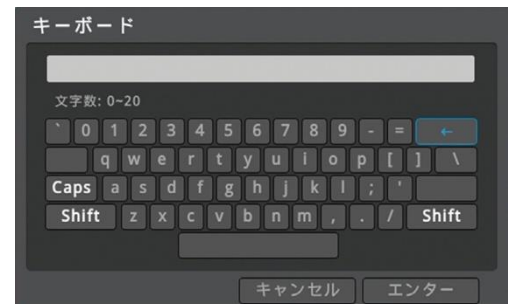 キーボード
文字数: 0~20
` 0 1 2 3 4 5 6 7 8 9 - = ←
q w e r t y u i o p [ ] \
Caps a s d f g h j k l ; '
Shift z x c v b n m , . / Shift
キャンセル エンター